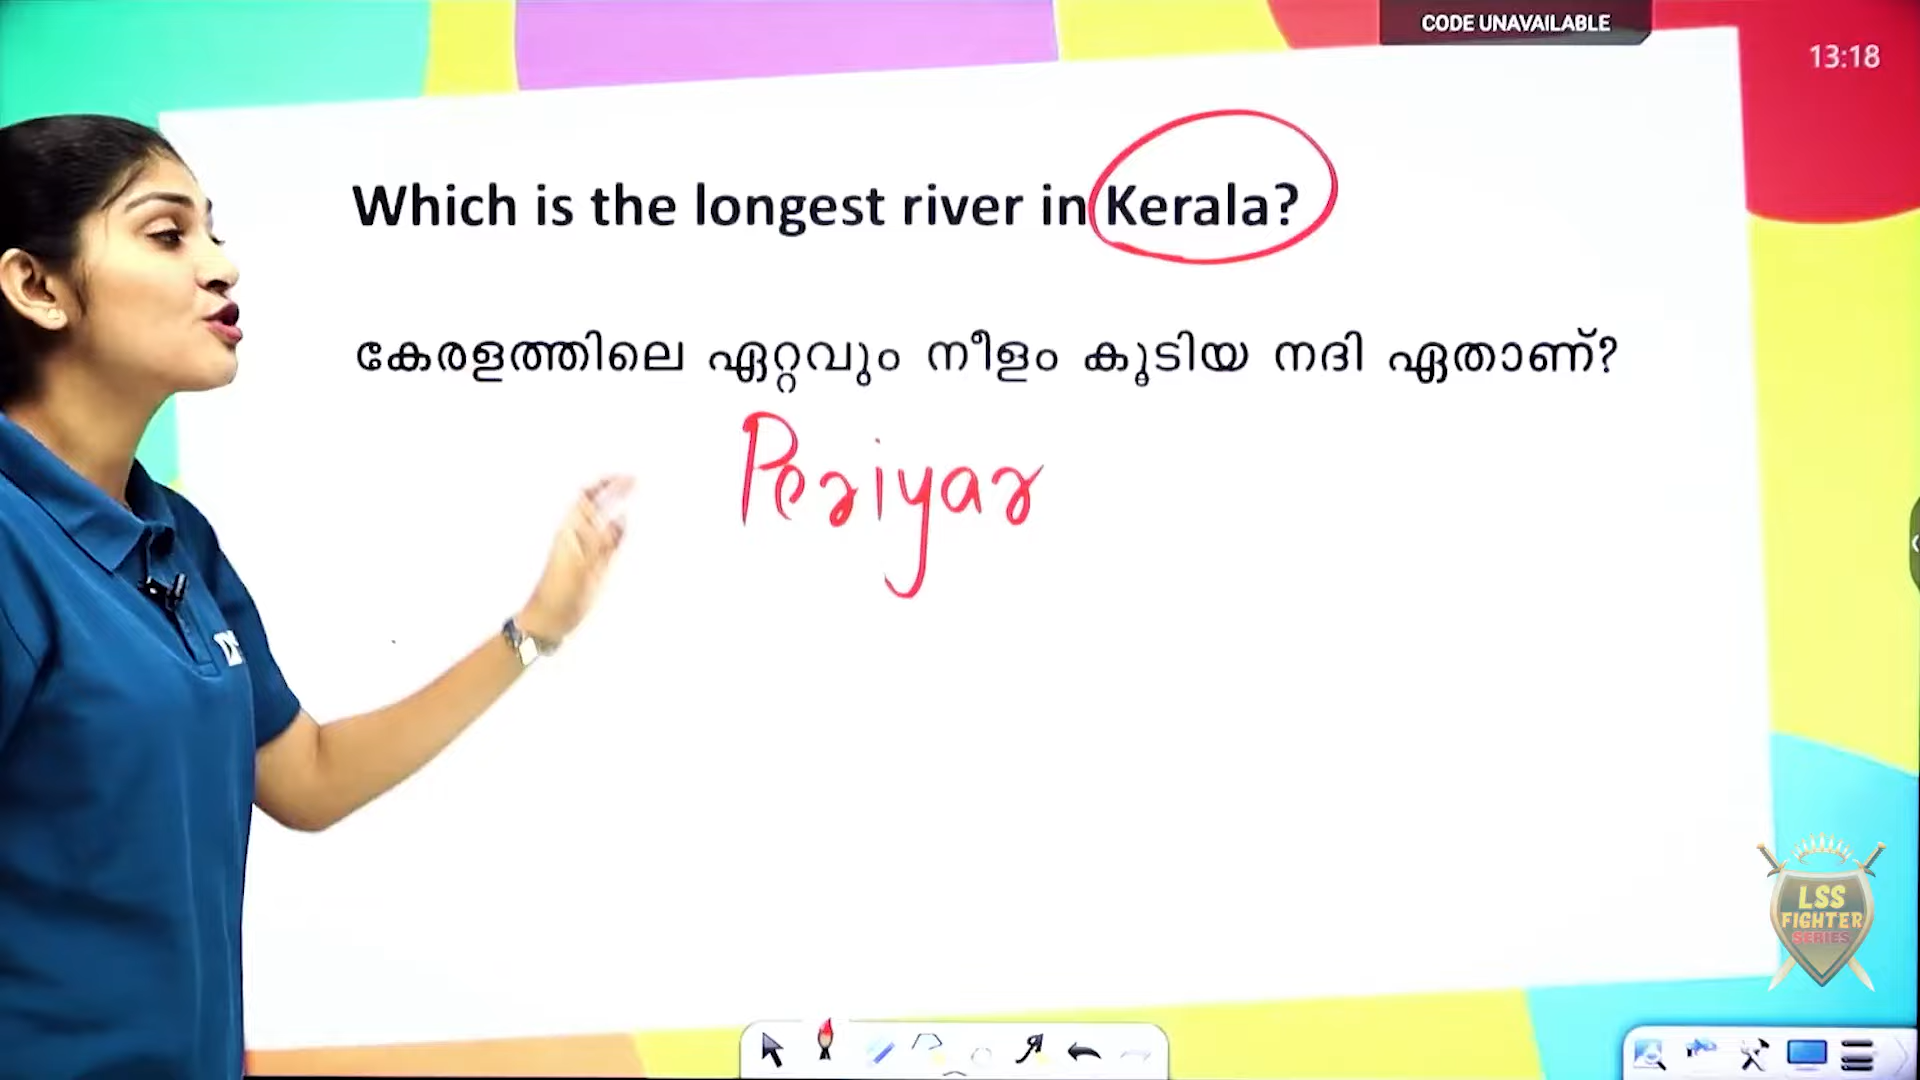 CODE UNAVAILABLE
13:18
Which is the longest river in Kerala?
കേരളത്തിലെ ഏറ്റവും നീളം കൂടിയ നദി ഏതാണ്?
Periyar
LSS
FIGHTER
SERIES